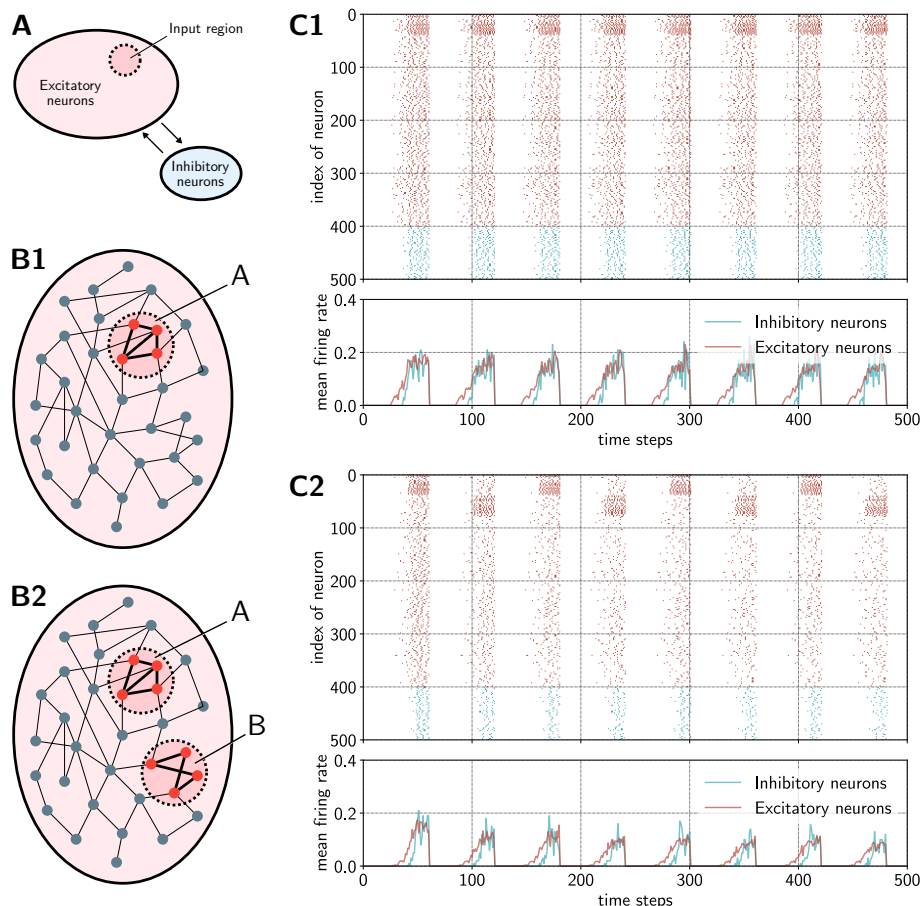 A
Input region
Excitatory
neurons
Inhibitory
neurons
B1
A
B2
A
B
C1
0
100
200
300
400
500
index of neuron
0.4
0.2
0.0
mean firing rate
Inhibitory neurons
Excitatory neurons
0 100 200 300 400 500
time steps
C2
0
100
200
300
400
500
index of neuron
0.4
0.2
0.0
mean firing rate
Inhibitory neurons
Excitatory neurons
0 100 200 300 400 500
time steps